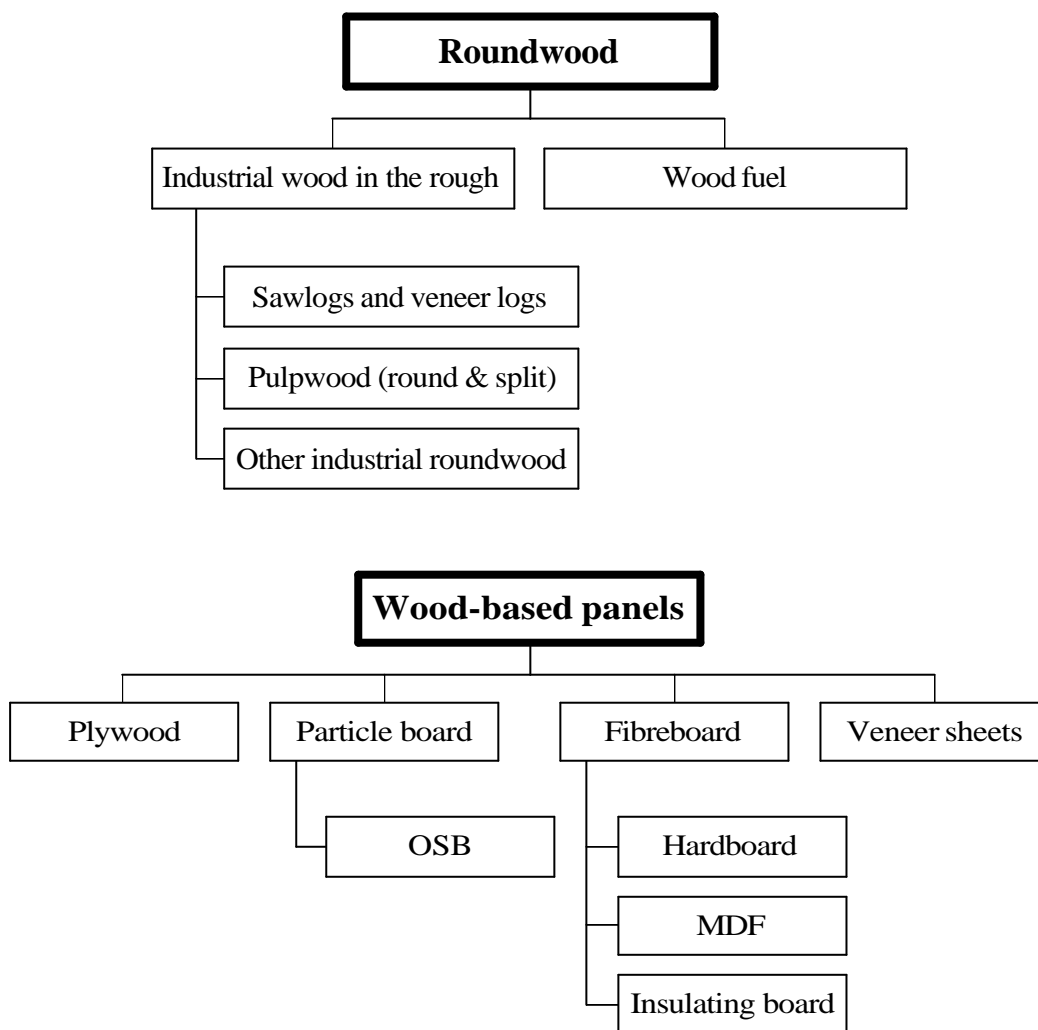 Roundwood
Industrial wood in the rough
Wood fuel
Sawlogs and veneer logs
Pulpwood (round & split)
Other industrial roundwood
Wood-based panels
Plywood
Particle board
Fibreboard
Veneer sheets
OSB
Hardboard
MDF
Insulating board